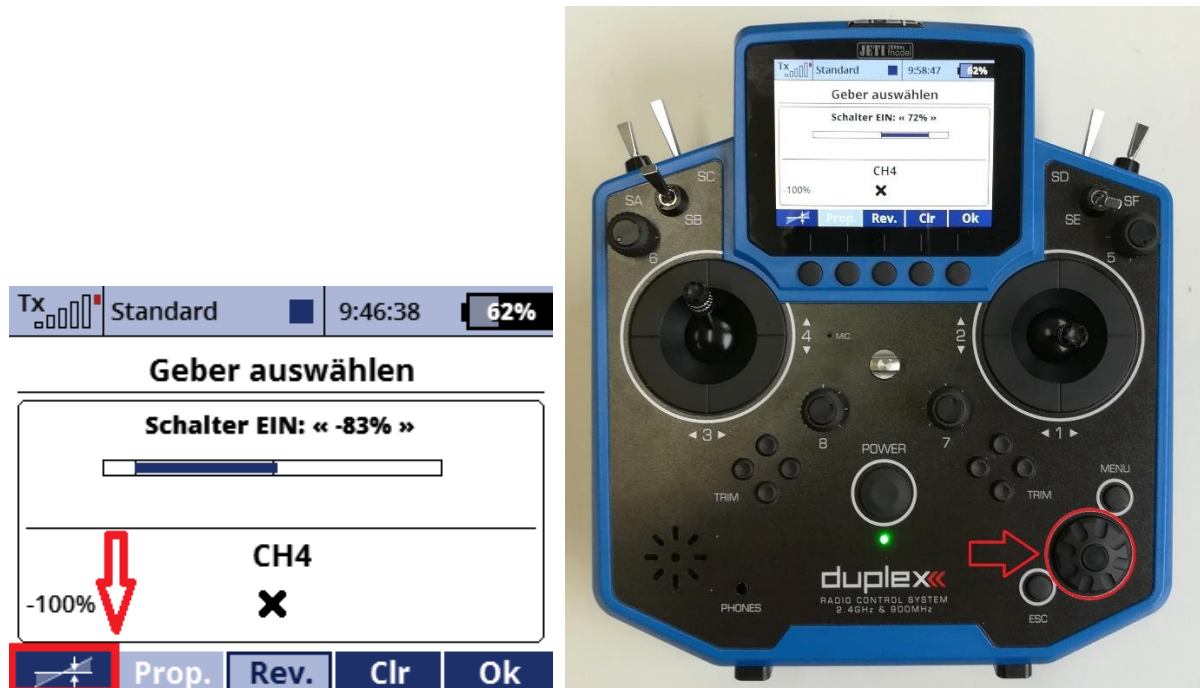 Tx Standard 9:46:38 62%
Geber auswählen
Schalter EIN: « -83% »
CH4
-100%
Prop. Rev. Clr Ok
JETI model
Tx Standard 9:58:47 62%
Geber auswählen
Schalter EIN: « 72% »
CH4
-100%
Prop. Rev. Clr Ok
SC SD
SA SF
SB SE
6 5
4 MIC 2
3 8 7 1
POWER
MENU
TRIM TRIM
duplex
RADIO CONTROL SYSTEM
2.4GHz & 900MHz
PHONES
ESC